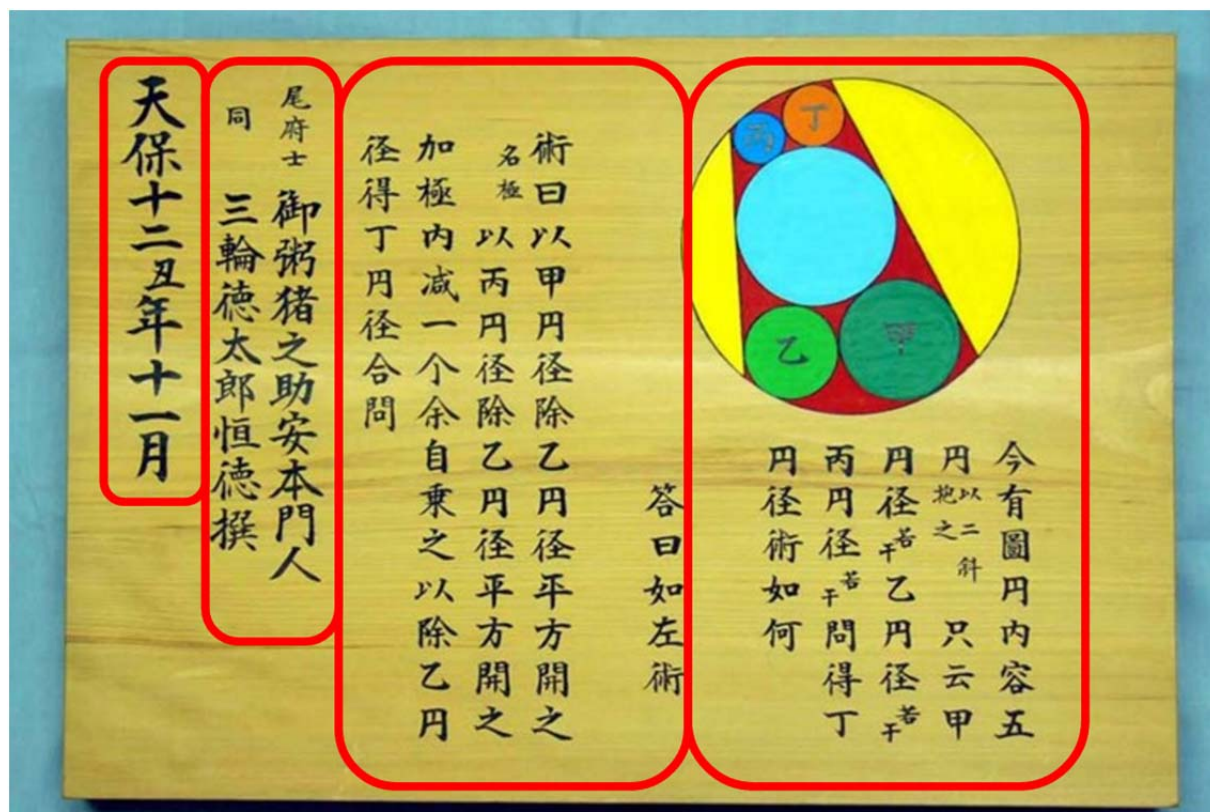 丁
丙
甲
乙
今有圖円内容五
円以二斜抱之只云甲
円径若干乙円径若干
丙円径若干問得丁
円径術如何
答曰如左術
術曰以甲円径除乙円径平方開之
名極以丙円径除乙円径平方開之
加極内减一个余自乗之以除乙円
径得丁円径合問
尾府士 御粥猪之助安本門人
同 三輪徳太郎恒徳撰
天保十二丑年十一月